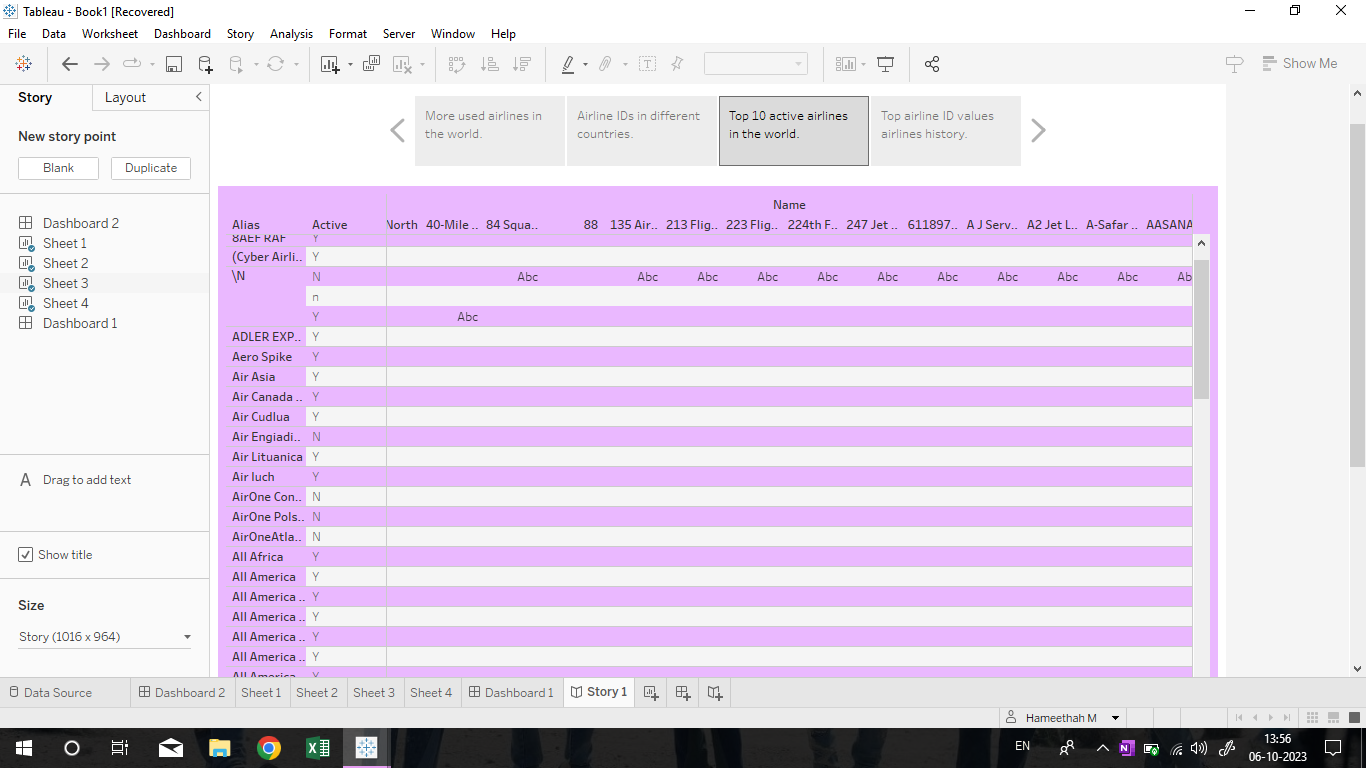 Tableau - Book1 [Recovered]
File Data Worksheet Dashboard Story Analysis Format Server Window Help
Show Me
Story Layout
New story point
Blank Duplicate
Dashboard 2
Sheet 1
Sheet 2
Sheet 3
Sheet 4
Dashboard 1
A Drag to add text
Show title
Size
Story (1016 x 964)
More used airlines in
the world.
Airline IDs in different
countries.
Top 10 active airlines
in the world.
Top airline ID values
airlines history.
Name
Alias Active North 40-Mile .. 84 Squa.. 88 135 Air.. 213 Flig.. 223 Flig.. 224th F.. 247 Jet .. 611897.. A J Serv.. A2 Jet L.. A-Safar .. AASANA
8AEF RAF Y
(Cyber Airli.. Y
\N N Abc Abc Abc Abc Abc Abc Abc Abc Abc Abc Ab
n
Y Abc
ADLER EXP.. Y
Aero Spike Y
Air Asia Y
Air Canada .. Y
Air Cudlua Y
Air Engiadi.. N
Air Lituanica Y
Air luch Y
AirOne Con.. N
AirOne Pols.. N
AirOneAtla.. N
All Africa Y
All America Y
All America .. Y
All America .. Y
All America .. Y
All America .. Y
All America Y
Data Source Dashboard 2 Sheet 1 Sheet 2 Sheet 3 Sheet 4 Dashboard 1 Story 1
Hameethah M
EN
13:56
06-10-2023